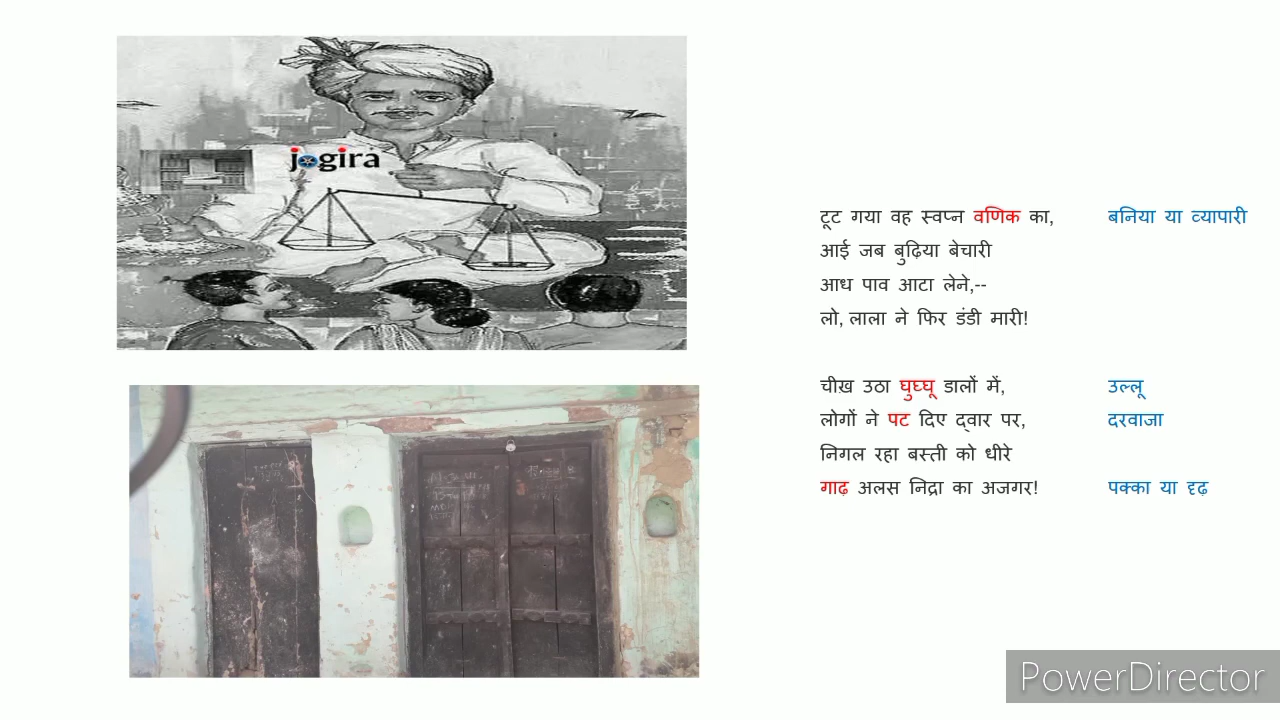 jogira
टूट गया वह स्वप्न वणिक का, बनिया या व्यापारी
आई जब बुढ़िया बेचारी
आध पाव आटा लेने,--
लो, लाला ने फिर डंडी मारी!
चीख़ उठा घुघ्घू डालों में, उल्लू
लोगों ने पट दिए द्वार पर, दरवाजा
निगल रहा बस्ती को धीरे
गाढ़ अलस निद्रा का अजगर! पक्का या दृढ़
PowerDirector